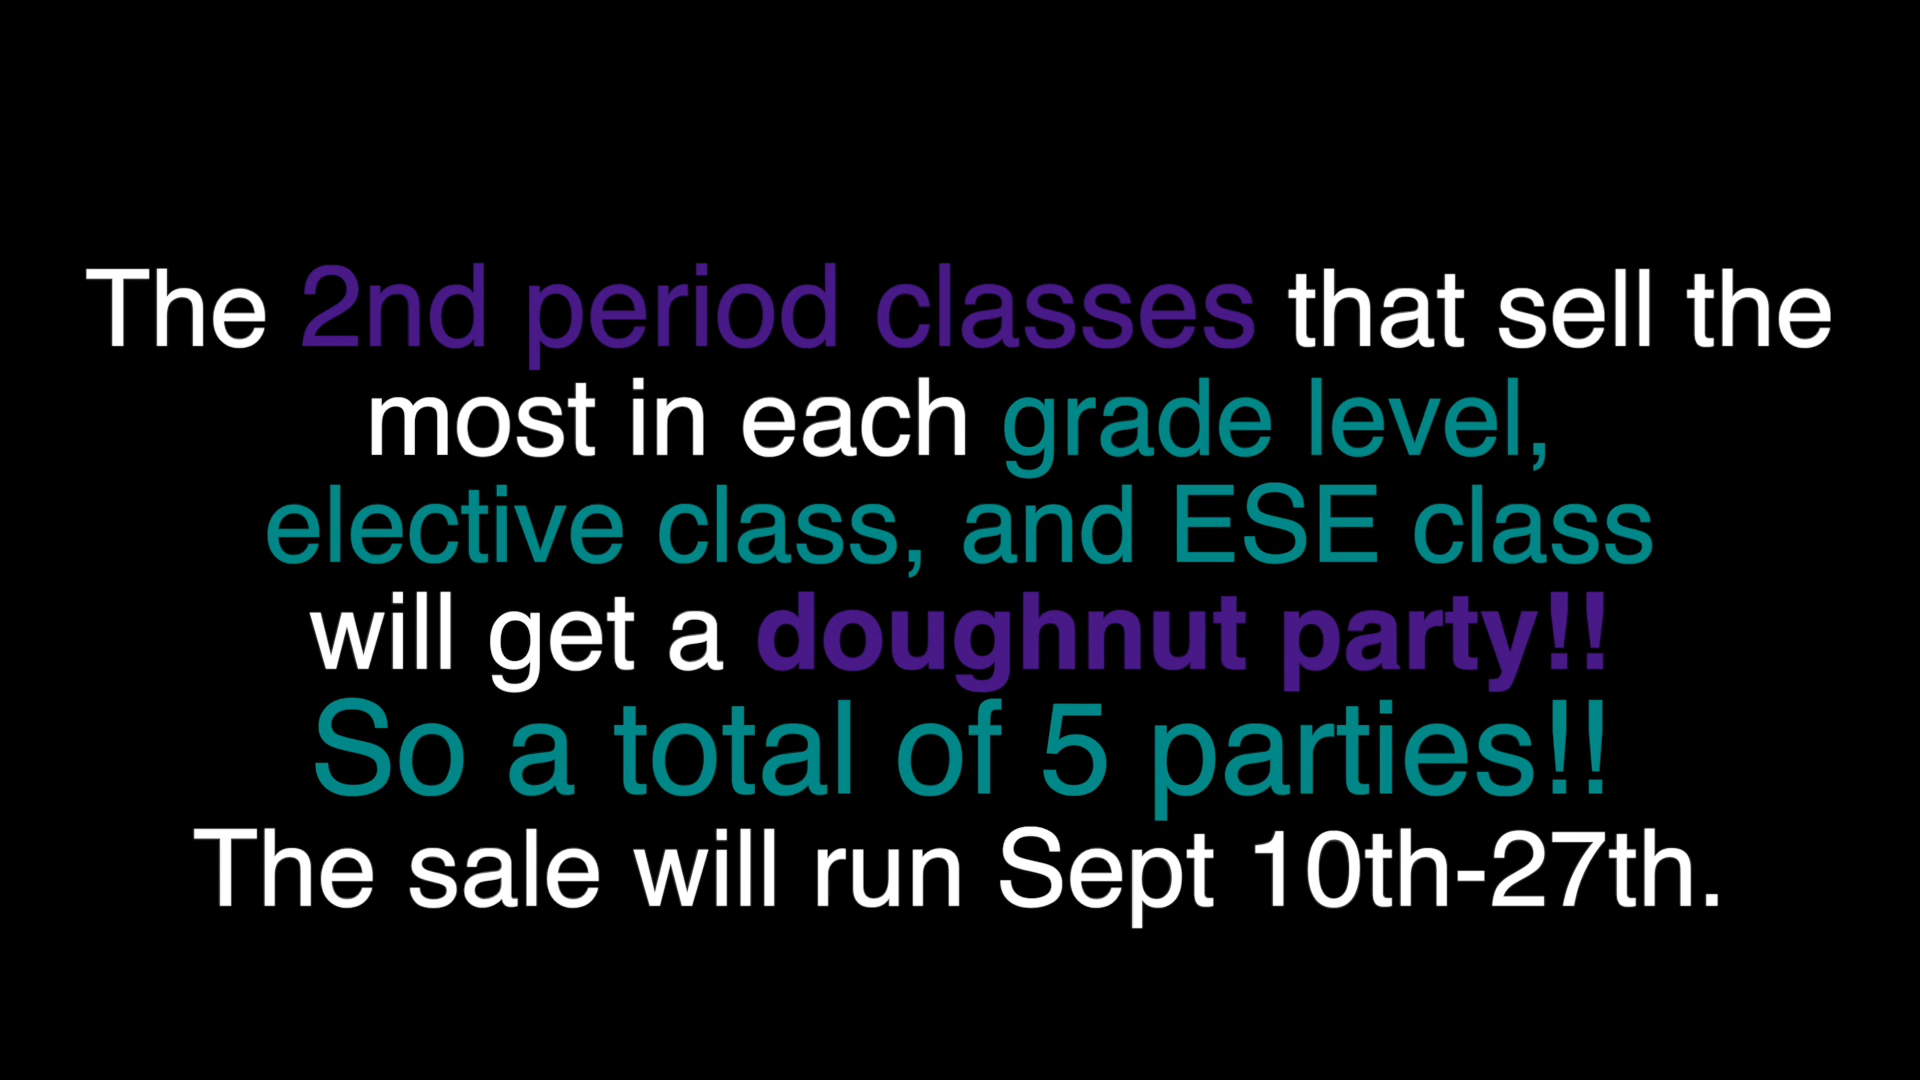 The 2nd period classes that sell the
most in each grade level,
elective class, and ESE class
will get a doughnut party!!
So a total of 5 parties!!
The sale will run Sept 10th-27th.